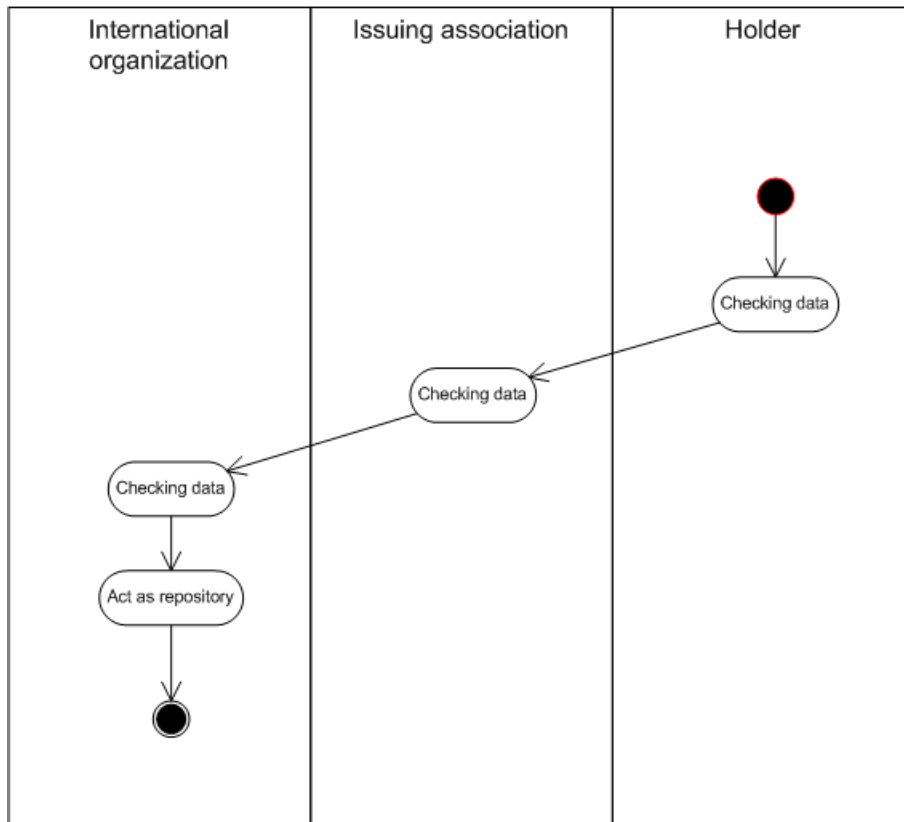 International
organization
Issuing association
Holder
Checking data
Checking data
Checking data
Act as repository